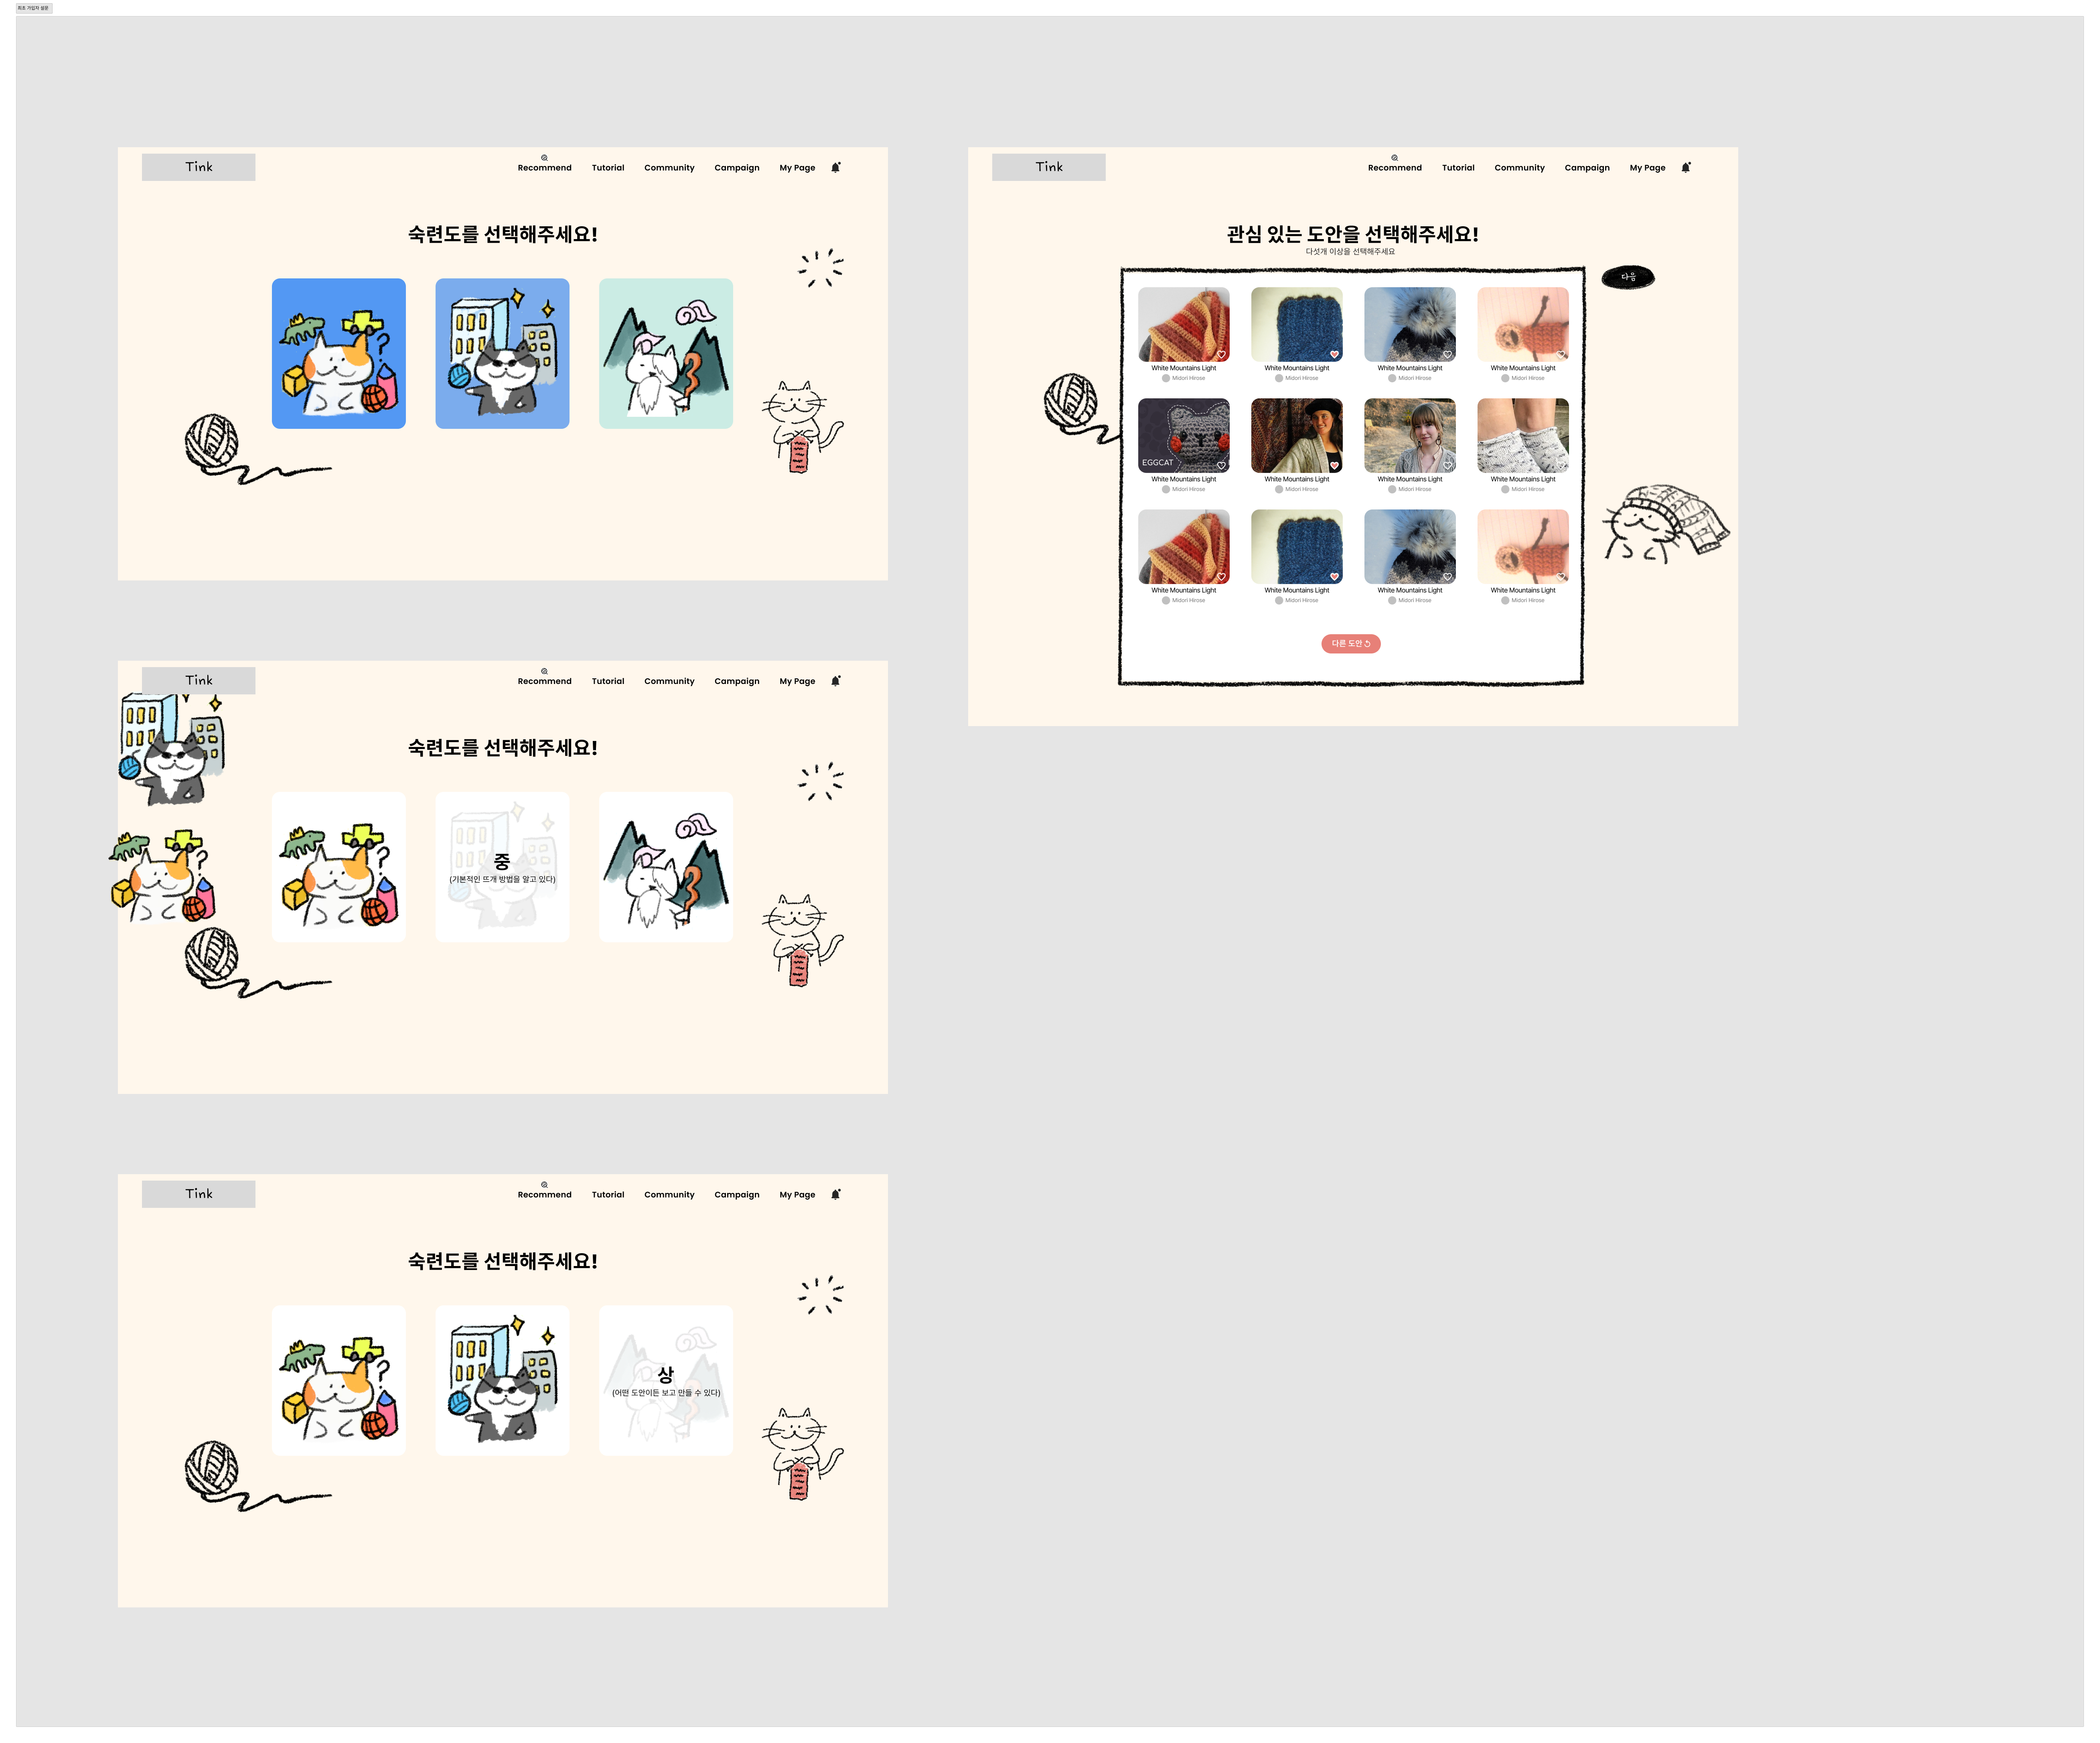 최초 가입자 설문
Tink
Recommend Tutorial Community Campaign My Page
숙련도를 선택해주세요!
Tink
Recommend Tutorial Community Campaign My Page
관심 있는 도안을 선택해주세요!
다섯개 이상을 선택해주세요
다음
White Mountains Light White Mountains Light White Mountains Light White Mountains Light
Midori Hirose Midori Hirose Midori Hirose Midori Hirose
EGGCAT
White Mountains Light White Mountains Light White Mountains Light White Mountains Light
Midori Hirose Midori Hirose Midori Hirose Midori Hirose
White Mountains Light White Mountains Light White Mountains Light White Mountains Light
Midori Hirose Midori Hirose Midori Hirose Midori Hirose
다른 도안
Tink
Recommend Tutorial Community Campaign My Page
숙련도를 선택해주세요!
중
(기본적인 뜨개 방법을 알고 있다)
Tink
Recommend Tutorial Community Campaign My Page
숙련도를 선택해주세요!
상
(어떤 도안이든 보고 만들 수 있다)